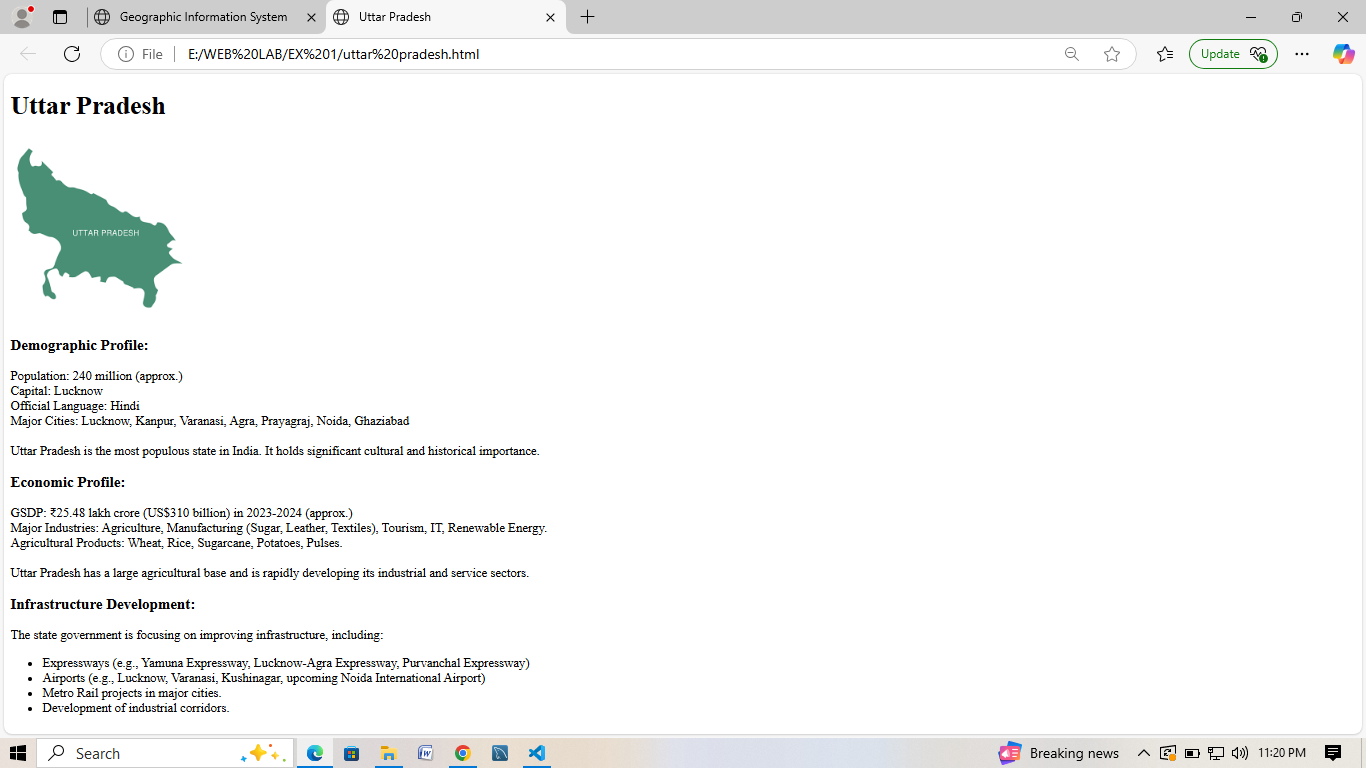 Geographic Information System
Uttar Pradesh
File
E:/WEB%20LAB/EX%201/uttar%20pradesh.html
Update
Uttar Pradesh
UTTAR PRADESH
Demographic Profile:
Population: 240 million (approx.)
Capital: Lucknow
Official Language: Hindi
Major Cities: Lucknow, Kanpur, Varanasi, Agra, Prayagraj, Noida, Ghaziabad
Uttar Pradesh is the most populous state in India. It holds significant cultural and historical importance.
Economic Profile:
GSDP: ₹25.48 lakh crore (US$310 billion) in 2023-2024 (approx.)
Major Industries: Agriculture, Manufacturing (Sugar, Leather, Textiles), Tourism, IT, Renewable Energy.
Agricultural Products: Wheat, Rice, Sugarcane, Potatoes, Pulses.
Uttar Pradesh has a large agricultural base and is rapidly developing its industrial and service sectors.
Infrastructure Development:
The state government is focusing on improving infrastructure, including:
• Expressways (e.g., Yamuna Expressway, Lucknow-Agra Expressway, Purvanchal Expressway)
• Airports (e.g., Lucknow, Varanasi, Kushinagar, upcoming Noida International Airport)
• Metro Rail projects in major cities.
• Development of industrial corridors.
Search
Breaking news
11:20 PM